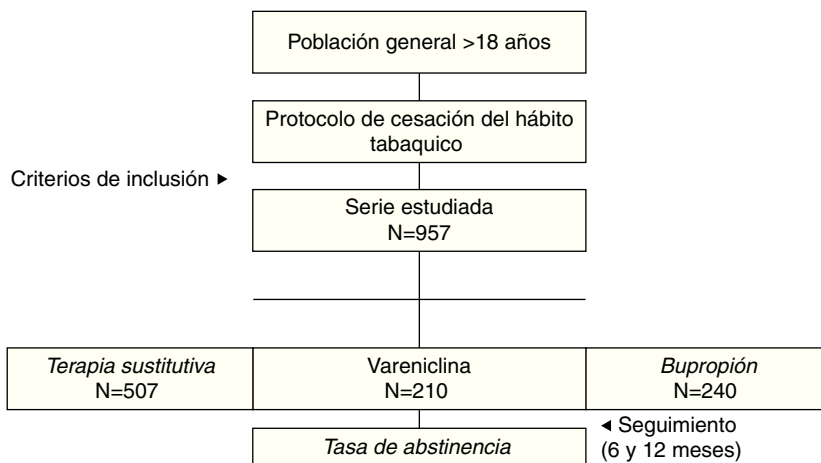 Población general >18 años
Protocolo de cesación del hábito
tabaquico
Criterios de inclusión ▶
Serie estudiada
N=957
Terapia sustitutiva
N=507
Vareniclina
N=210
Bupropión
N=240
◀ Seguimiento
(6 y 12 meses)
Tasa de abstinencia